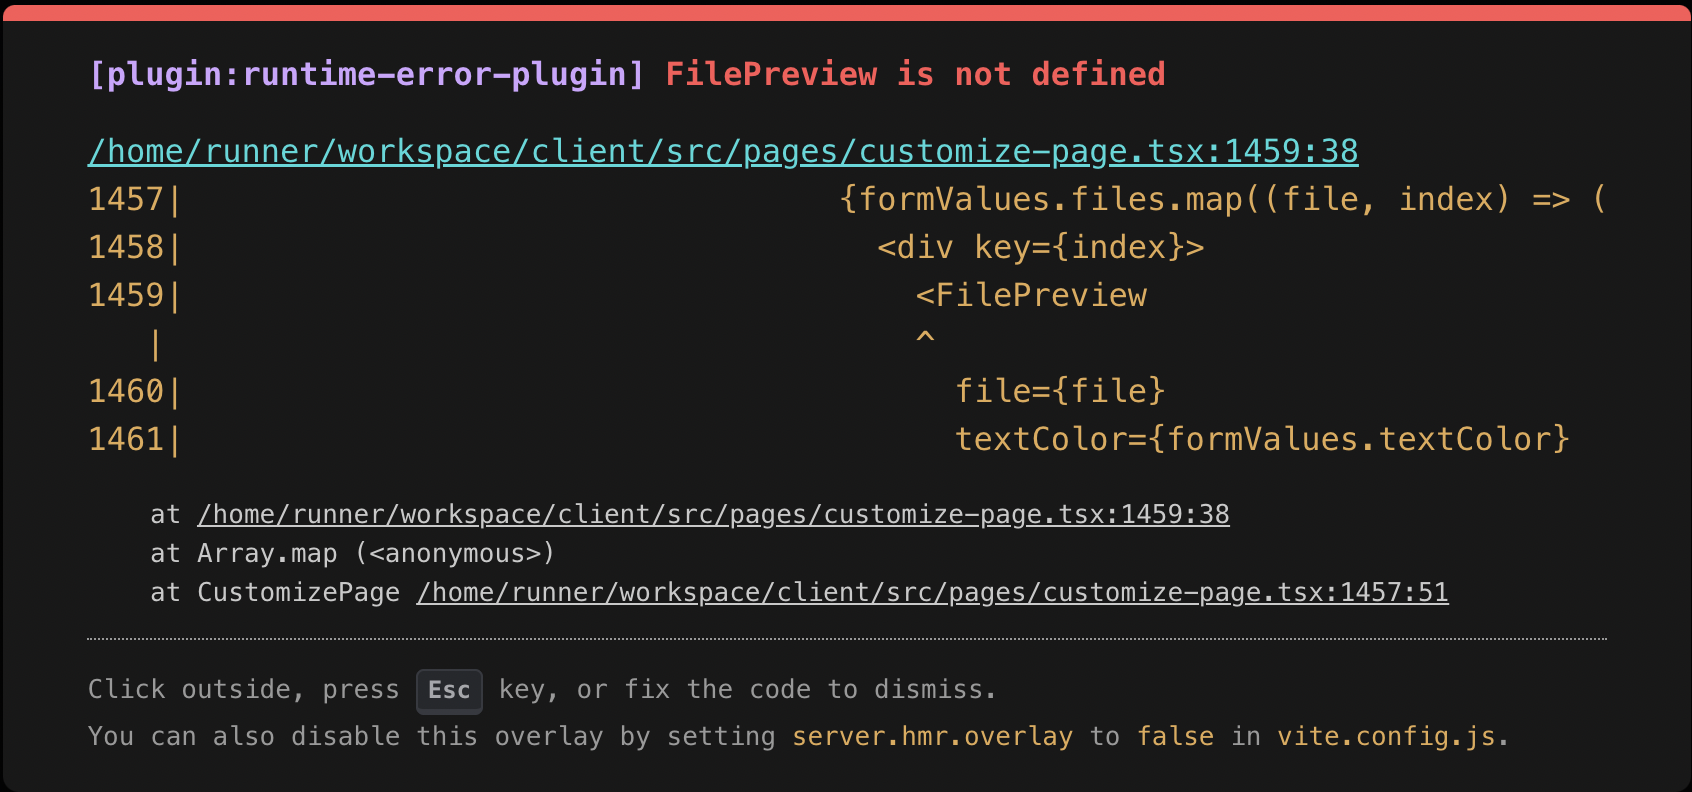 [plugin:runtime-error-plugin] FilePreview is not defined
/home/runner/workspace/client/src/pages/customize-page.tsx:1459:38
1457|                                  {formValues.files.map((file, index) => (
1458|                                    <div key={index}>
1459|                                      <FilePreview
   |                                      ^
1460|                                        file={file}
1461|                                        textColor={formValues.textColor}
at /home/runner/workspace/client/src/pages/customize-page.tsx:1459:38
at Array.map (<anonymous>)
at CustomizePage /home/runner/workspace/client/src/pages/customize-page.tsx:1457:51
Click outside, press Esc key, or fix the code to dismiss.
You can also disable this overlay by setting server.hmr.overlay to false in vite.config.js.